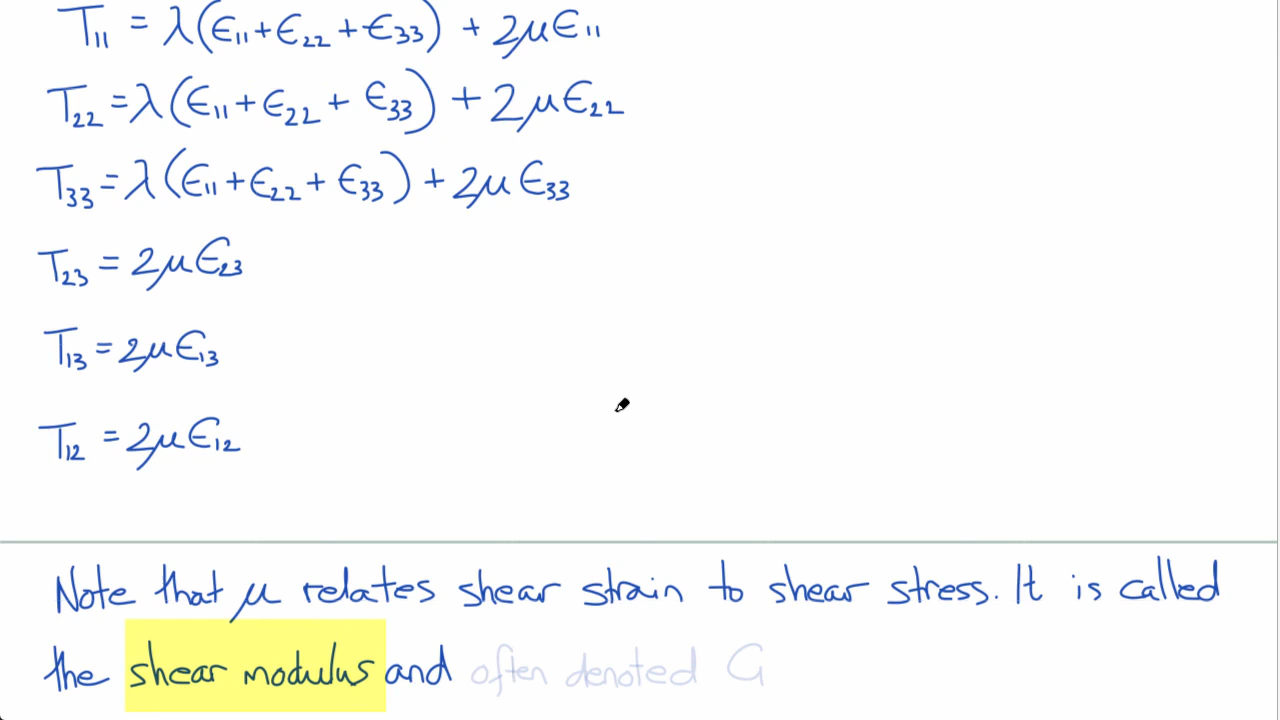 T₁₁ = λ(ϵ₁₁+ϵ₂₂+ϵ₃₃) + 2μϵ₁₁
T₂₂ = λ(ϵ₁₁+ϵ₂₂+ϵ₃₃) + 2μϵ₂₂
T₃₃ = λ(ϵ₁₁+ϵ₂₂+ϵ₃₃) + 2μϵ₃₃
T₂₃ = 2μϵ₂₃
T₁₃ = 2μϵ₁₃
T₁₂ = 2μϵ₁₂
Note that μ relates shear strain to shear stress. It is called
the shear modulus and often denoted G